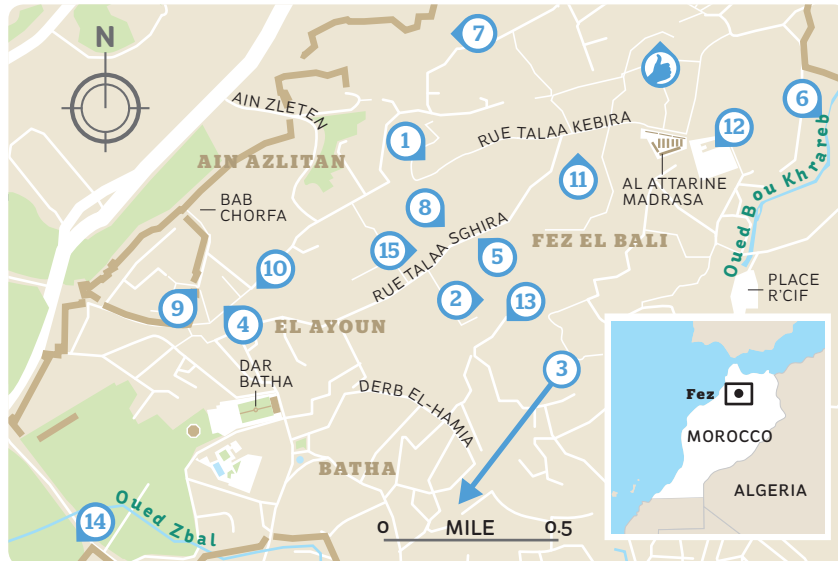 N
7
6
AIN ZLETEN
1
RUE TALAA KEBIRA
12
AIN AZLITAN
11
AL ATTARINE
MADRASA
Oued Bou Khrareb
BAB
CHORFA
8
RUE TALAA SGHIRA
FEZ EL BALI
15
5
10
PLACE
R'CIF
2
13
9
4
EL AYOUN
DAR
BATHA
DERB EL-HAMIA
3
Fez
MOROCCO
ALGERIA
BATHA
14
Oued Zbal
0 MILE 0.5